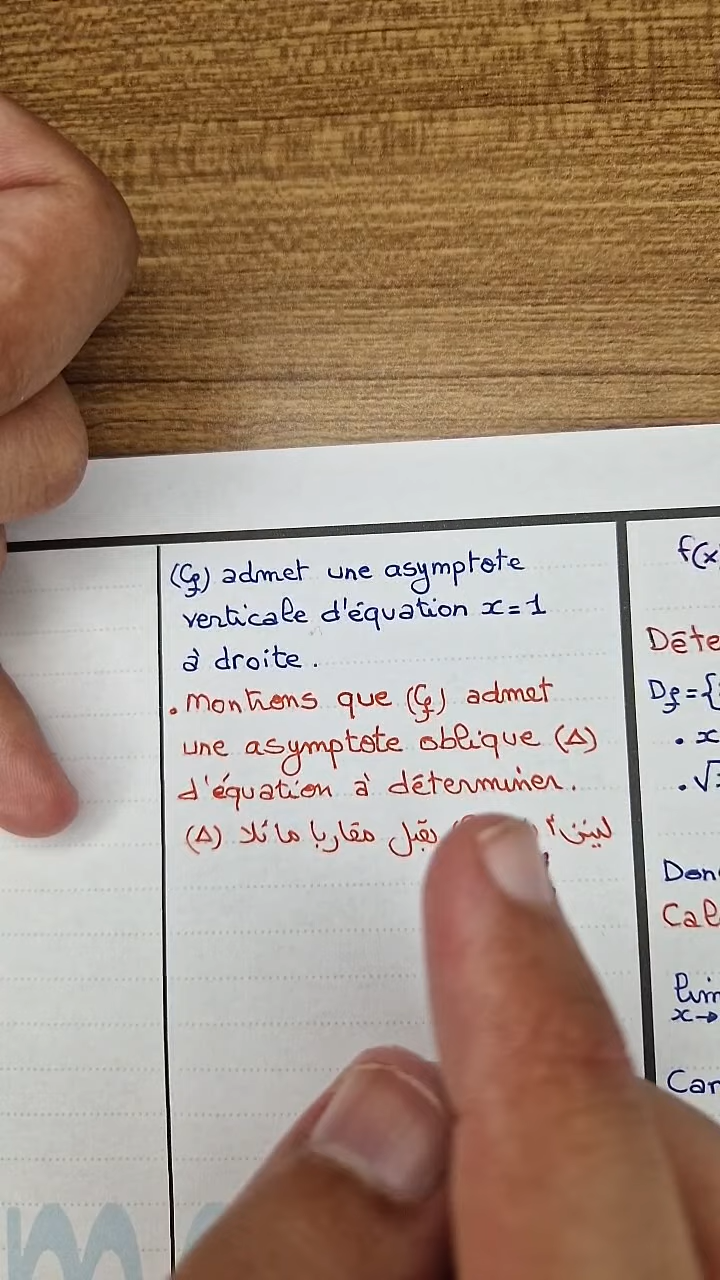 (Cf) admet une asymptote
verticale d'équation x=1
à droite.
. Montrons que (Cf) admet
une asymptote oblique (Δ)
d'équation à déterminer.
يقبل مقاربا مائلا (Δ)
f(x
Déte
Df={
. x
. √
Don
Cal
lim
x→
Car